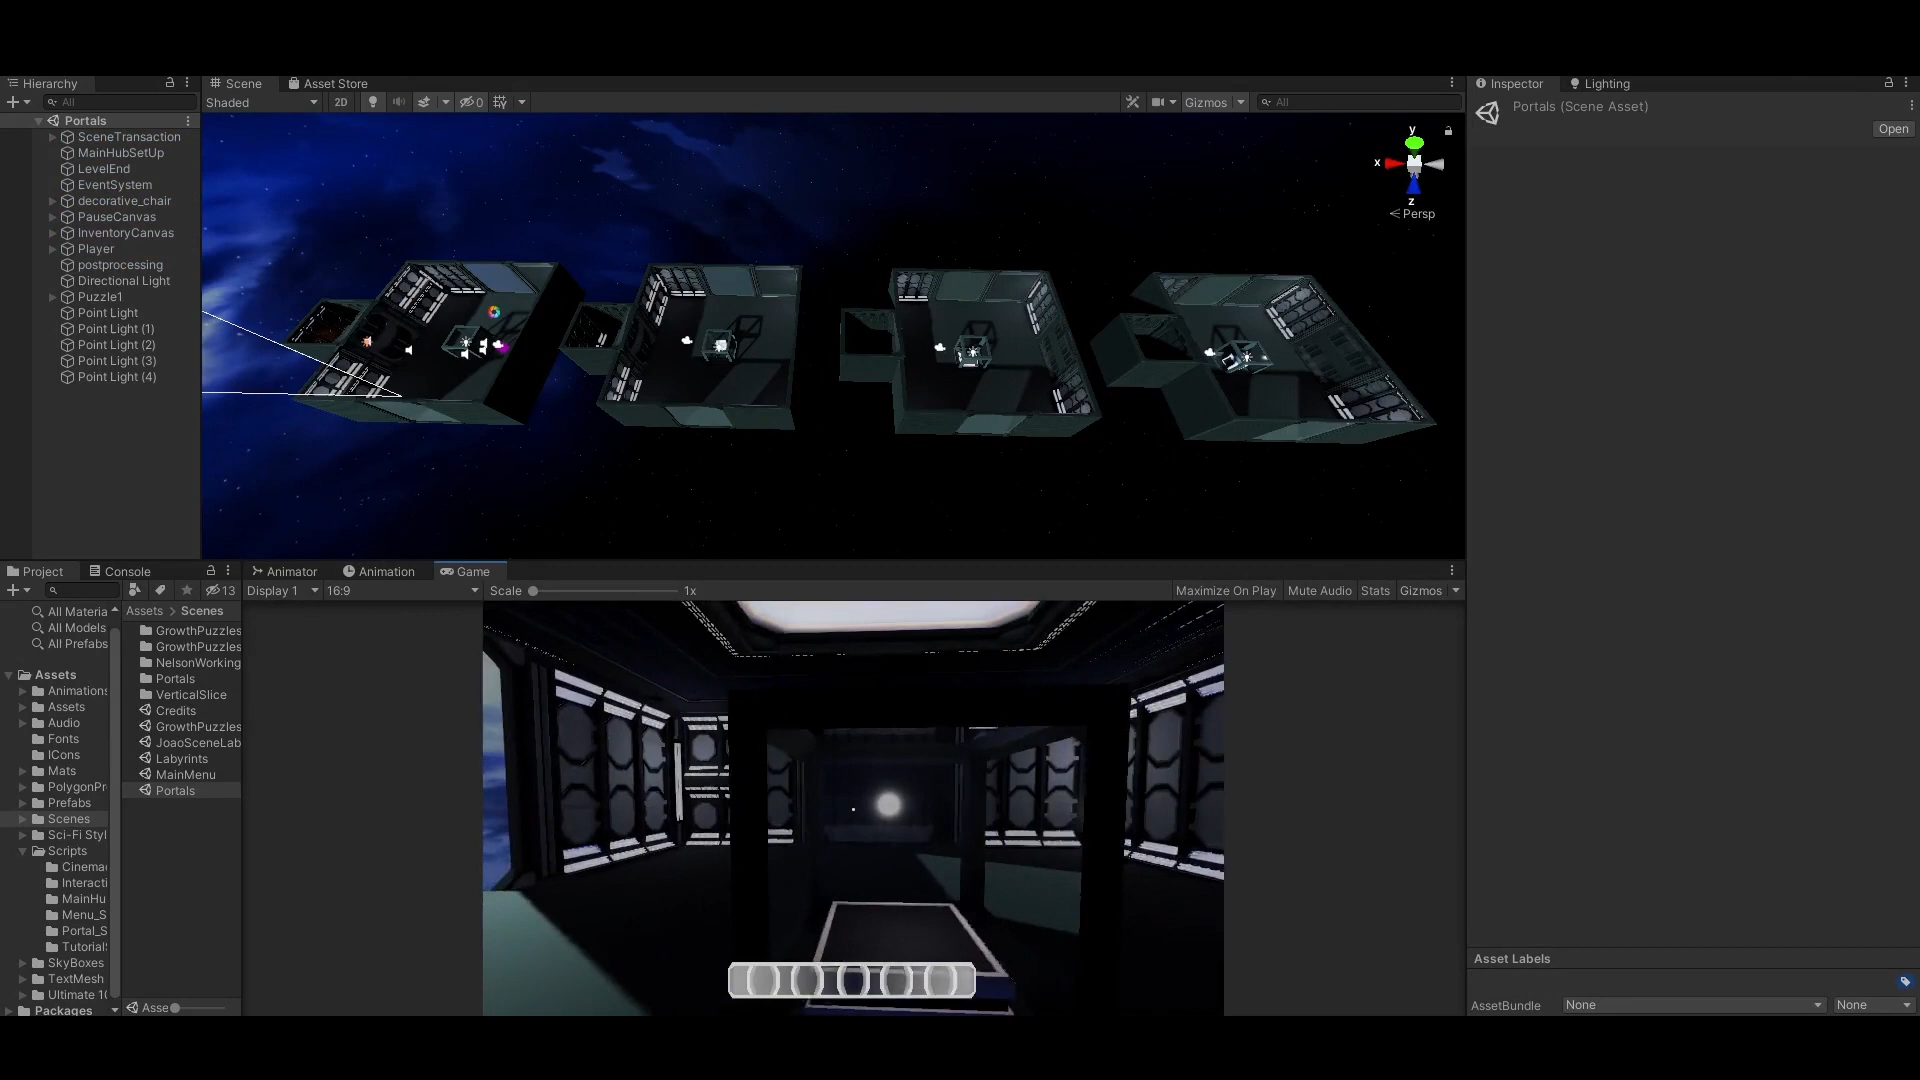 Hierarchy
Scene
Asset Store
Inspector
Lighting
All
Shaded
2D
0
Gizmos
All
Portals (Scene Asset)
Open
Portals
SceneTransaction
MainHubSetUp
LevelEnd
EventSystem
decorative_chair
PauseCanvas
InventoryCanvas
Player
postprocessing
Directional Light
Puzzle1
Point Light
Point Light (1)
Point Light (2)
Point Light (3)
Point Light (4)
y
x
z
Persp
Project
Console
Animator
Animation
Game
13
Display 1
16:9
Scale
1x
Maximize On Play
Mute Audio
Stats
Gizmos
All Materia
All Models
All Prefabs
Assets
Animations
Assets
Audio
Fonts
ICons
Mats
PolygonPr
Prefabs
Scenes
Sci-Fi Styl
Scripts
Cinema
Interacti
MainHu
Menu_S
Portal_S
Tutorial
SkyBoxes
TextMesh
Ultimate 10
Packages
Assets > Scenes
GrowthPuzzles
GrowthPuzzles
NelsonWorking
Portals
VerticalSlice
Credits
GrowthPuzzles
JoaoSceneLab
Labyrints
MainMenu
Portals
Asse
Asset Labels
AssetBundle
None
None